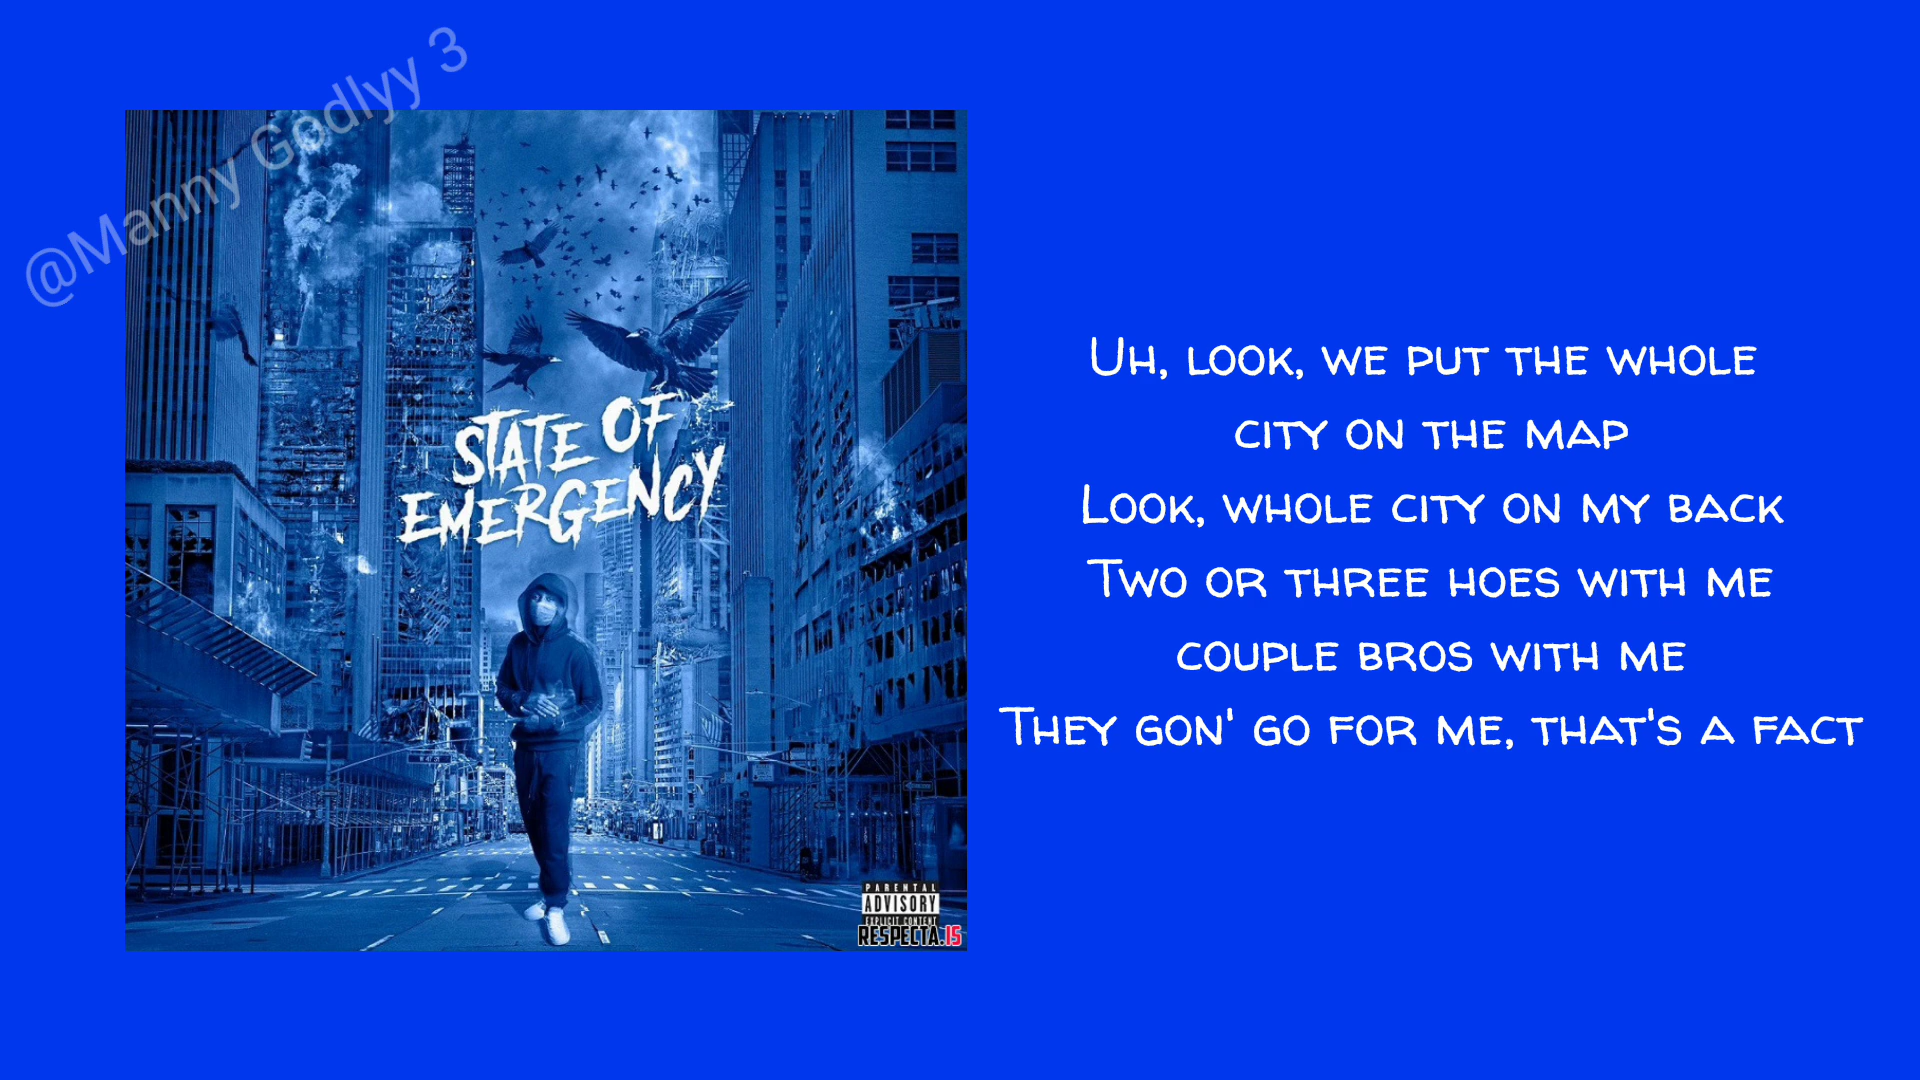 @Manny Godlyy 3
STATE OF
EMERGENCY
PARENTAL
ADVISORY
EXPLICIT CONTENT
RESPECTA.IS
Uh, look, we put the whole
city on the map
Look, whole city on my back
Two or three hoes with me
couple bros with me
They gon' go for me, that's a fact